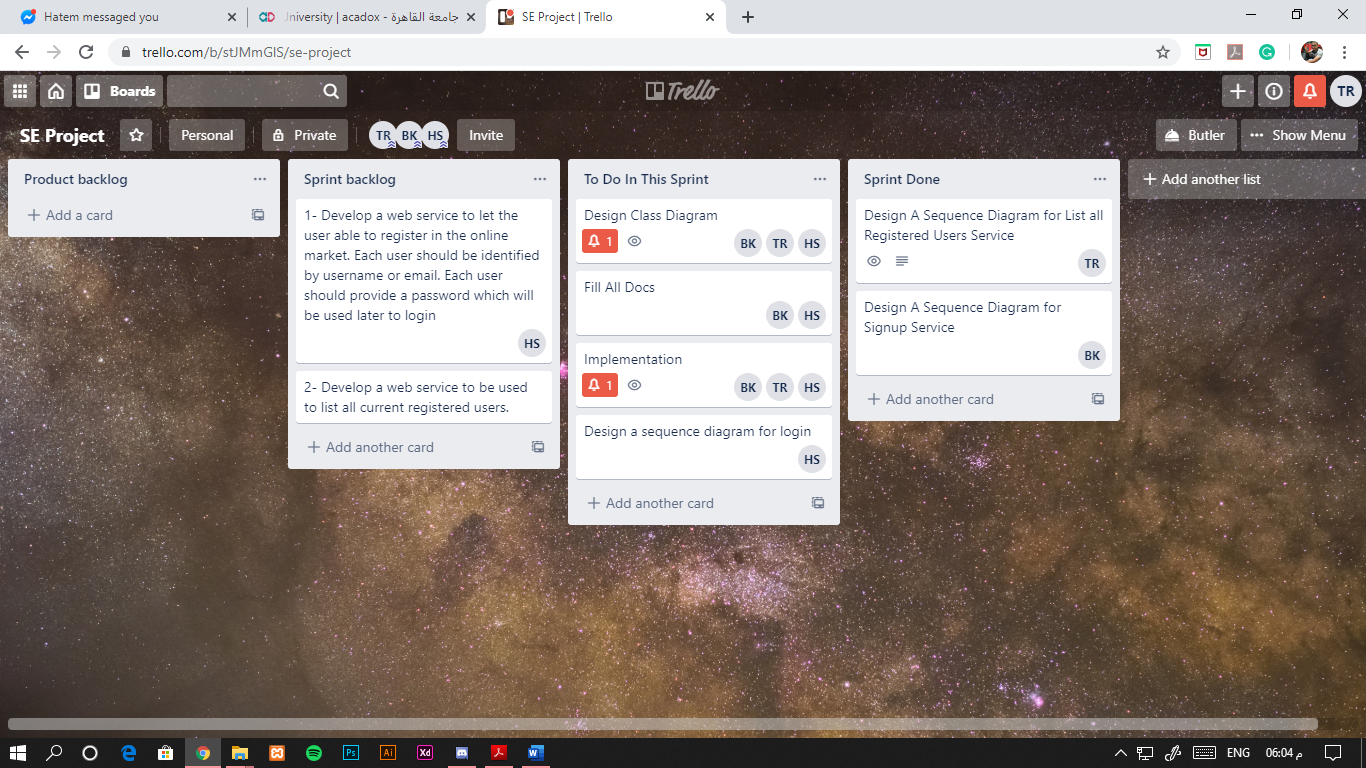 Hatem messaged you
University | acadox - جامعة القاهرة
SE Project | Trello
trello.com/b/stJMmGIS/se-project
Boards
Trello
TR
SE Project
Personal
Private
TR
BK
HS
Invite
Butler
Show Menu
Product backlog
Add a card
Sprint backlog
1- Develop a web service to let the
user able to register in the online
market. Each user should be identified
by username or email. Each user
should provide a password which will
be used later to login
HS
2- Develop a web service to be used
to list all current registered users.
Add another card
To Do In This Sprint
Design Class Diagram
1
BK
TR
HS
Fill All Docs
BK
HS
Implementation
1
BK
TR
HS
Design a sequence diagram for login
HS
Add another card
Sprint Done
Design A Sequence Diagram for List all
Registered Users Service
TR
Design A Sequence Diagram for
Signup Service
BK
Add another card
Add another list
Ps
Ai
Xd
ENG
06:04 م